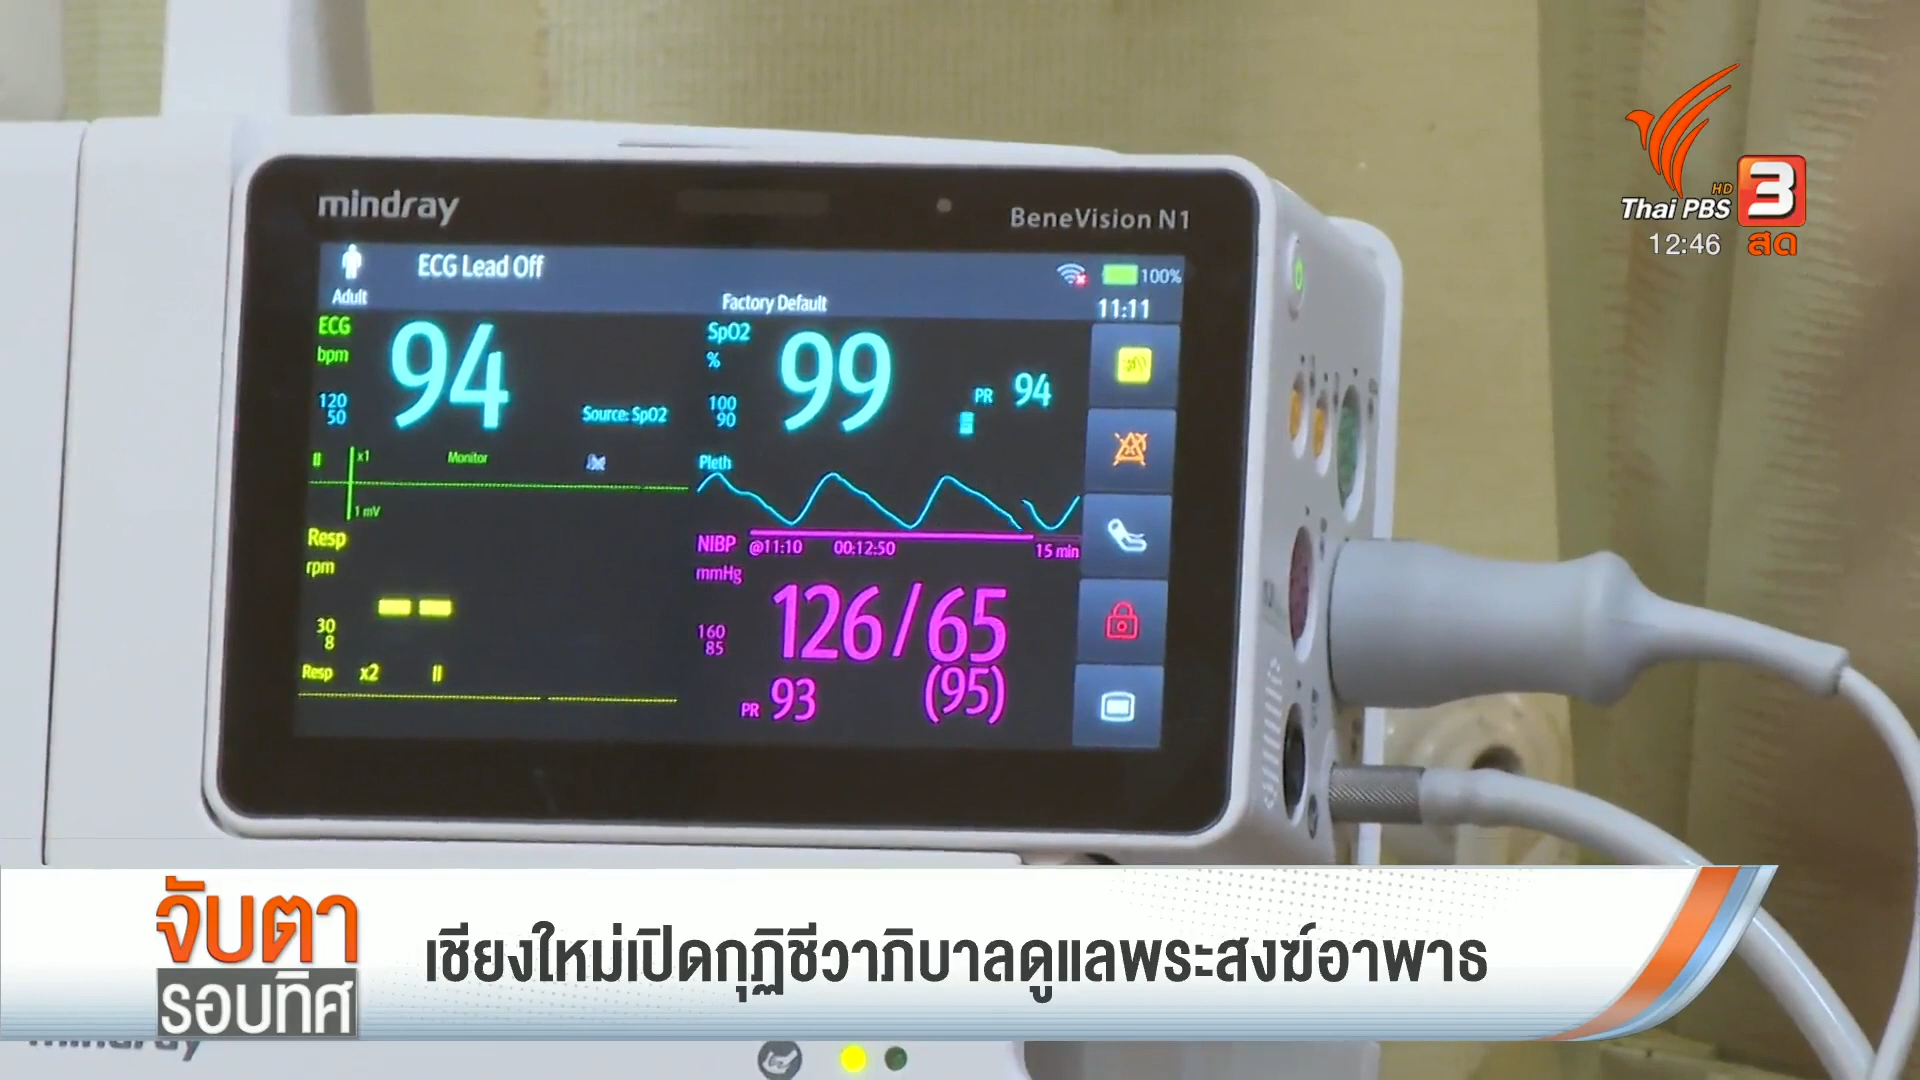 mindray
BeneVision N1
Adult
ECG Lead Off
Factory Default
100%
11:11
ECG
bpm
120
50
94
Source: SpO2
SpO2
%
100
90
99
PR 94
II
x1
Monitor
1 mV
Pleth
Resp
rpm
30
8
-- --
Resp x2 II
NIBP @11:10 00:12:50 15 min
mmHg
160
85
126/65
PR 93 (95)
Thai PBS HD 3
12:46 สด
จับตา
รอบทิศ
เชียงใหม่เปิดกุฏิชีวาภิบาลดูแลพระสงฆ์อาพาธ